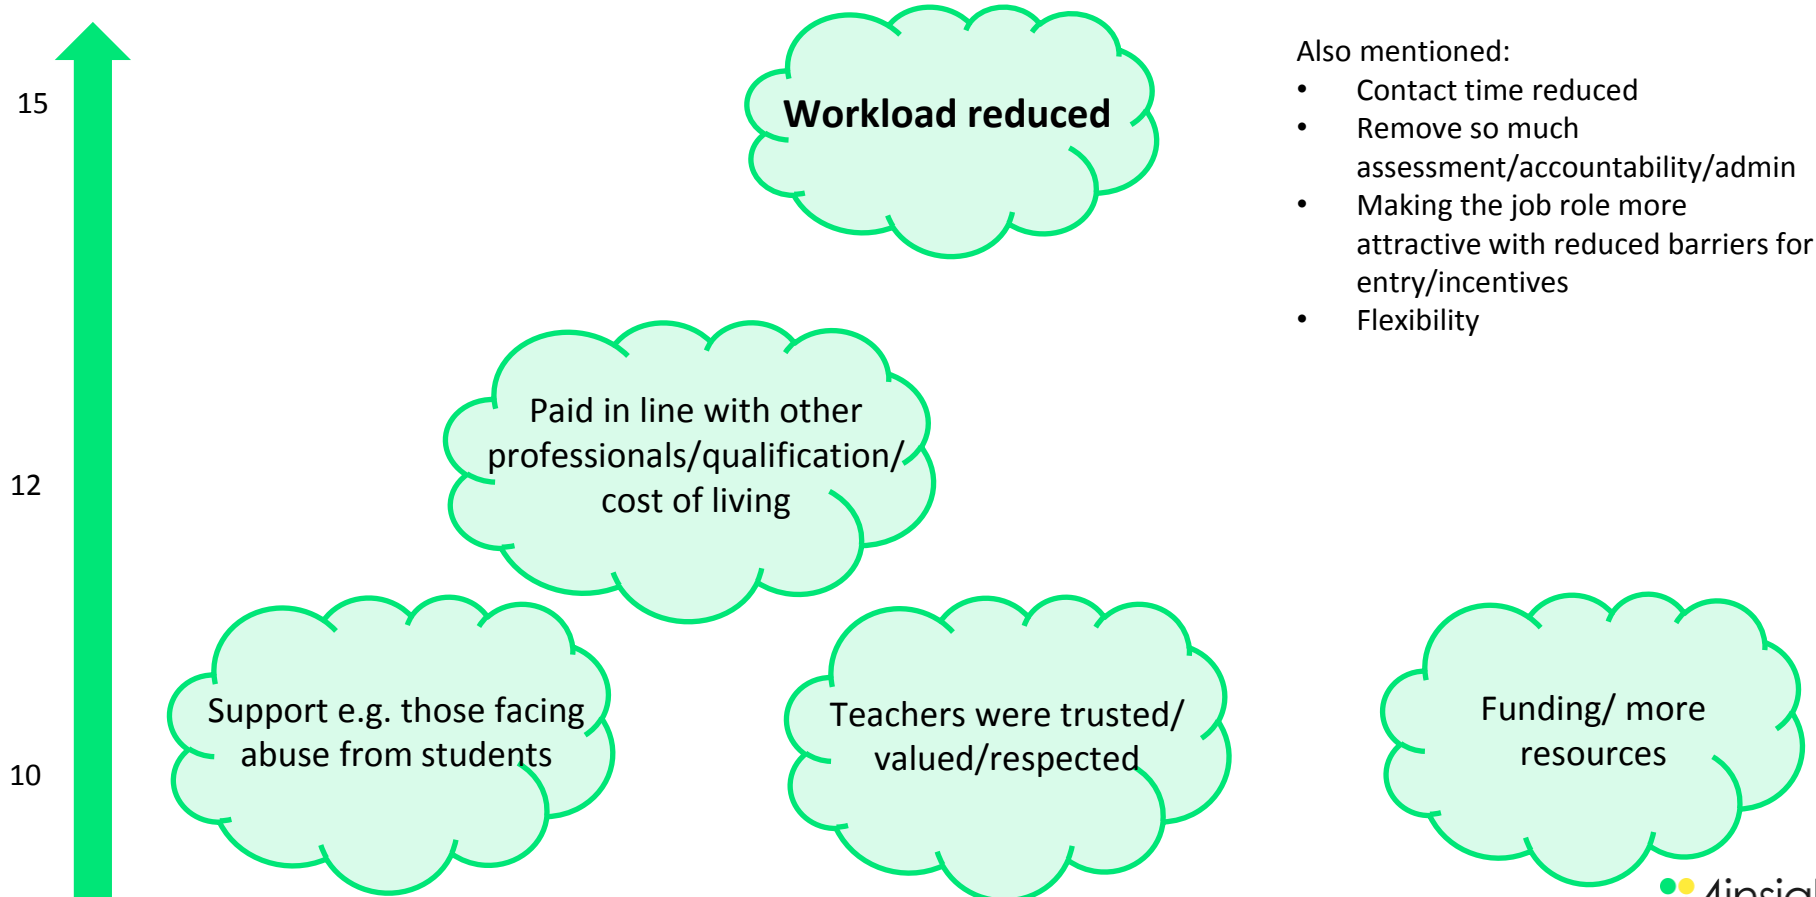 15
Workload reduced
Also mentioned:
• Contact time reduced
• Remove so much
assessment/accountability/admin
• Making the job role more
attractive with reduced barriers for
entry/incentives
• Flexibility
12
Paid in line with other
professionals/qualification/
cost of living
10
Support e.g. those facing
abuse from students
Teachers were trusted/
valued/respected
Funding/ more
resources